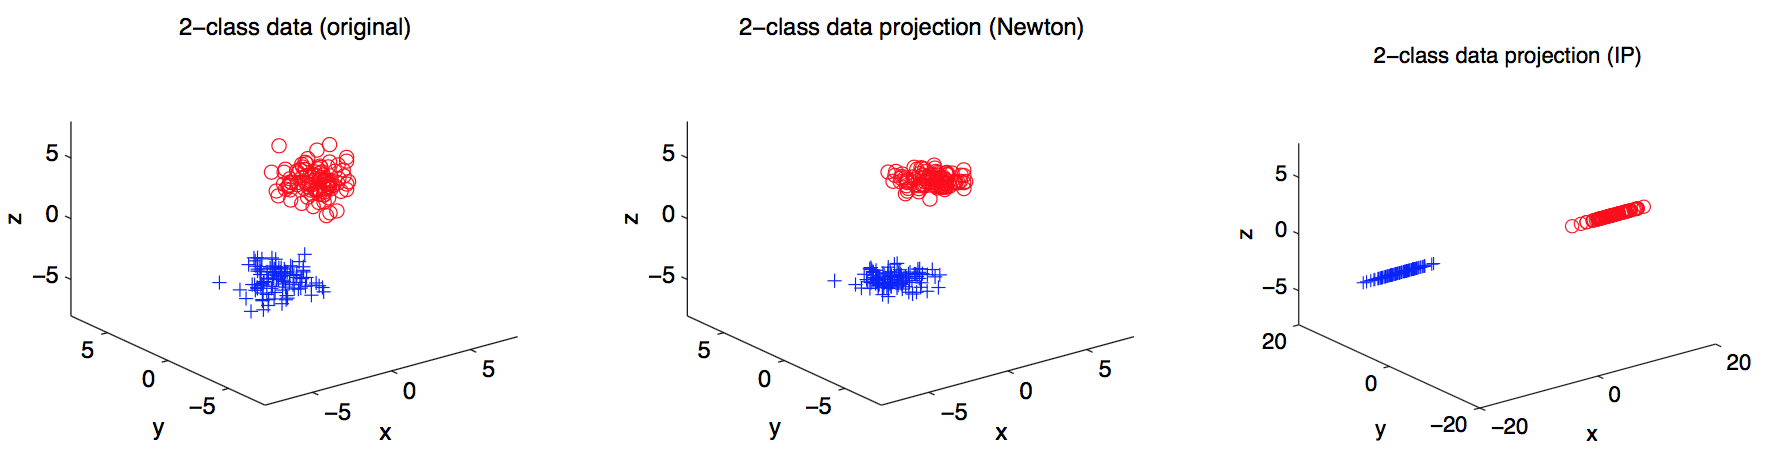 2−class data (original)
5
0
−5
z
5
0
−5
y
−5
0
5
x
2−class data projection (Newton)
5
0
−5
z
5
0
−5
y
−5
0
5
x
2−class data projection (IP)
5
0
−5
z
20
0
−20
y
−20
0
20
x